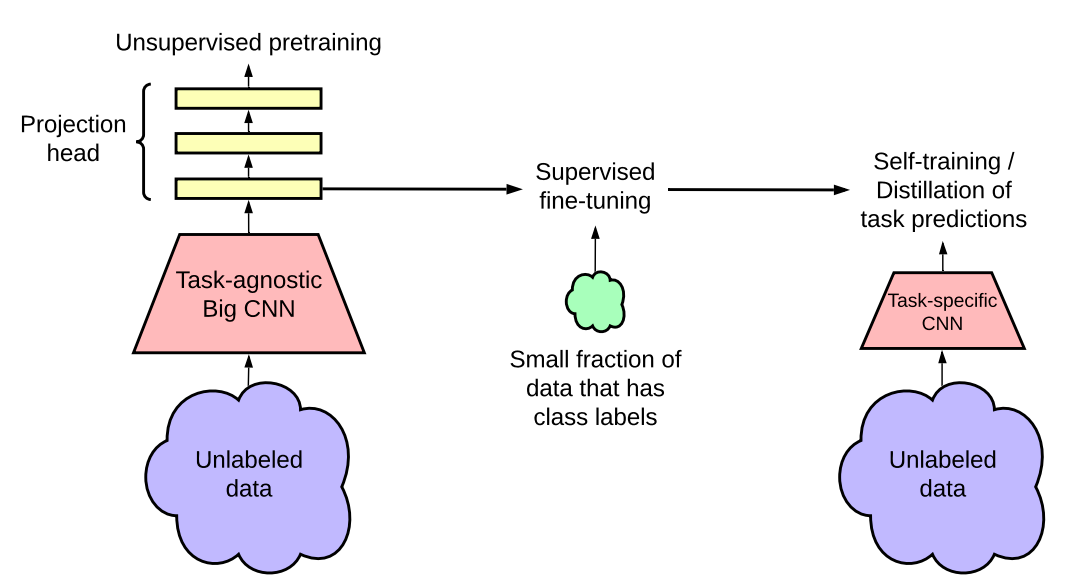 Unsupervised pretraining
Projection
head
Task-agnostic
Big CNN
Unlabeled
data
Supervised
fine-tuning
Small fraction of
data that has
class labels
Self-training /
Distillation of
task predictions
Task-specific
CNN
Unlabeled
data